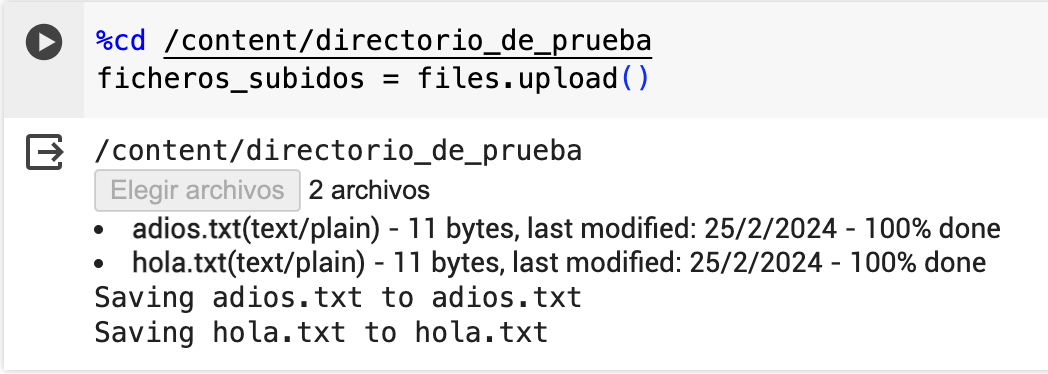 %cd /content/directorio_de_prueba
ficheros_subidos = files.upload()
/content/directorio_de_prueba
Elegir archivos 2 archivos
• adios.txt(text/plain) - 11 bytes, last modified: 25/2/2024 - 100% done
• hola.txt(text/plain) - 11 bytes, last modified: 25/2/2024 - 100% done
Saving adios.txt to adios.txt
Saving hola.txt to hola.txt